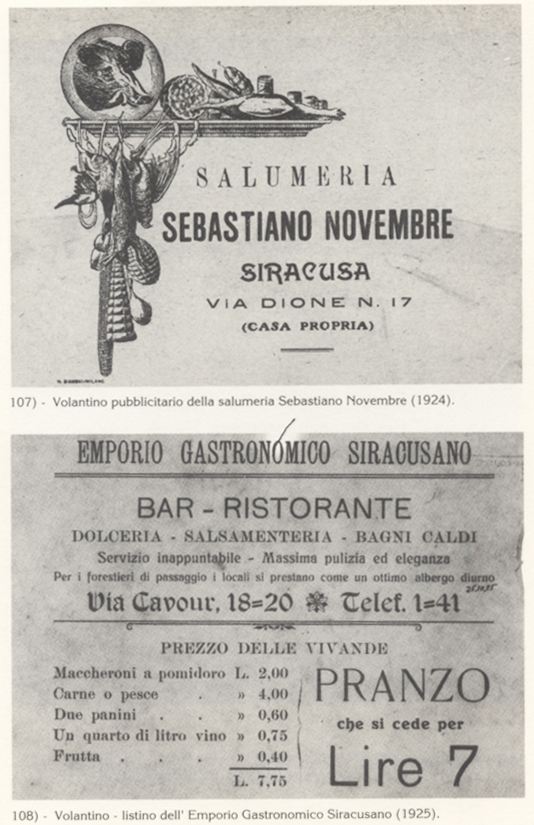 SALUMERIA
SEBASTIANO NOVEMBRE
SIRACUSA
VIA DIONE N. 17
(CASA PROPRIA)
107) - Volantino pubblicitario della salumeria Sebastiano Novembre (1924).
EMPORIO GASTRONOMICO SIRACUSANO
BAR - RISTORANTE
DOLCERIA - SALSAMENTERIA - BAGNI CALDI
Servizio inappuntabile - Massima pulizia ed eleganza
Per i forestieri di passaggio i locali si prestano come un ottimo albergo diurno
Via Cavour, 18=20 Telef. 1=41
PREZZO DELLE VIVANDE
Maccheroni a pomidoro L. 2,00
Carne o pesce . » 4,00
Due panini . . » 0,60
Un quarto di litro vino » 0,75
Frutta . . . » 0,40
L. 7,75
PRANZO
che si cede per
Lire 7
108) - Volantino - listino dell' Emporio Gastronomico Siracusano (1925).